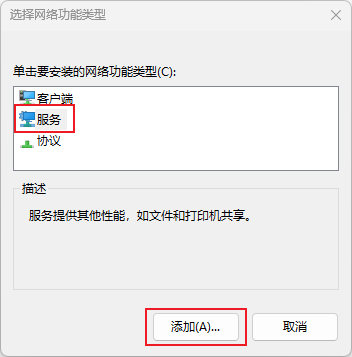 选择网络功能类型
单击要安装的网络功能类型(C):
客户端
服务
协议
描述
服务提供其他性能，如文件和打印机共享。
添加(A)...
取消